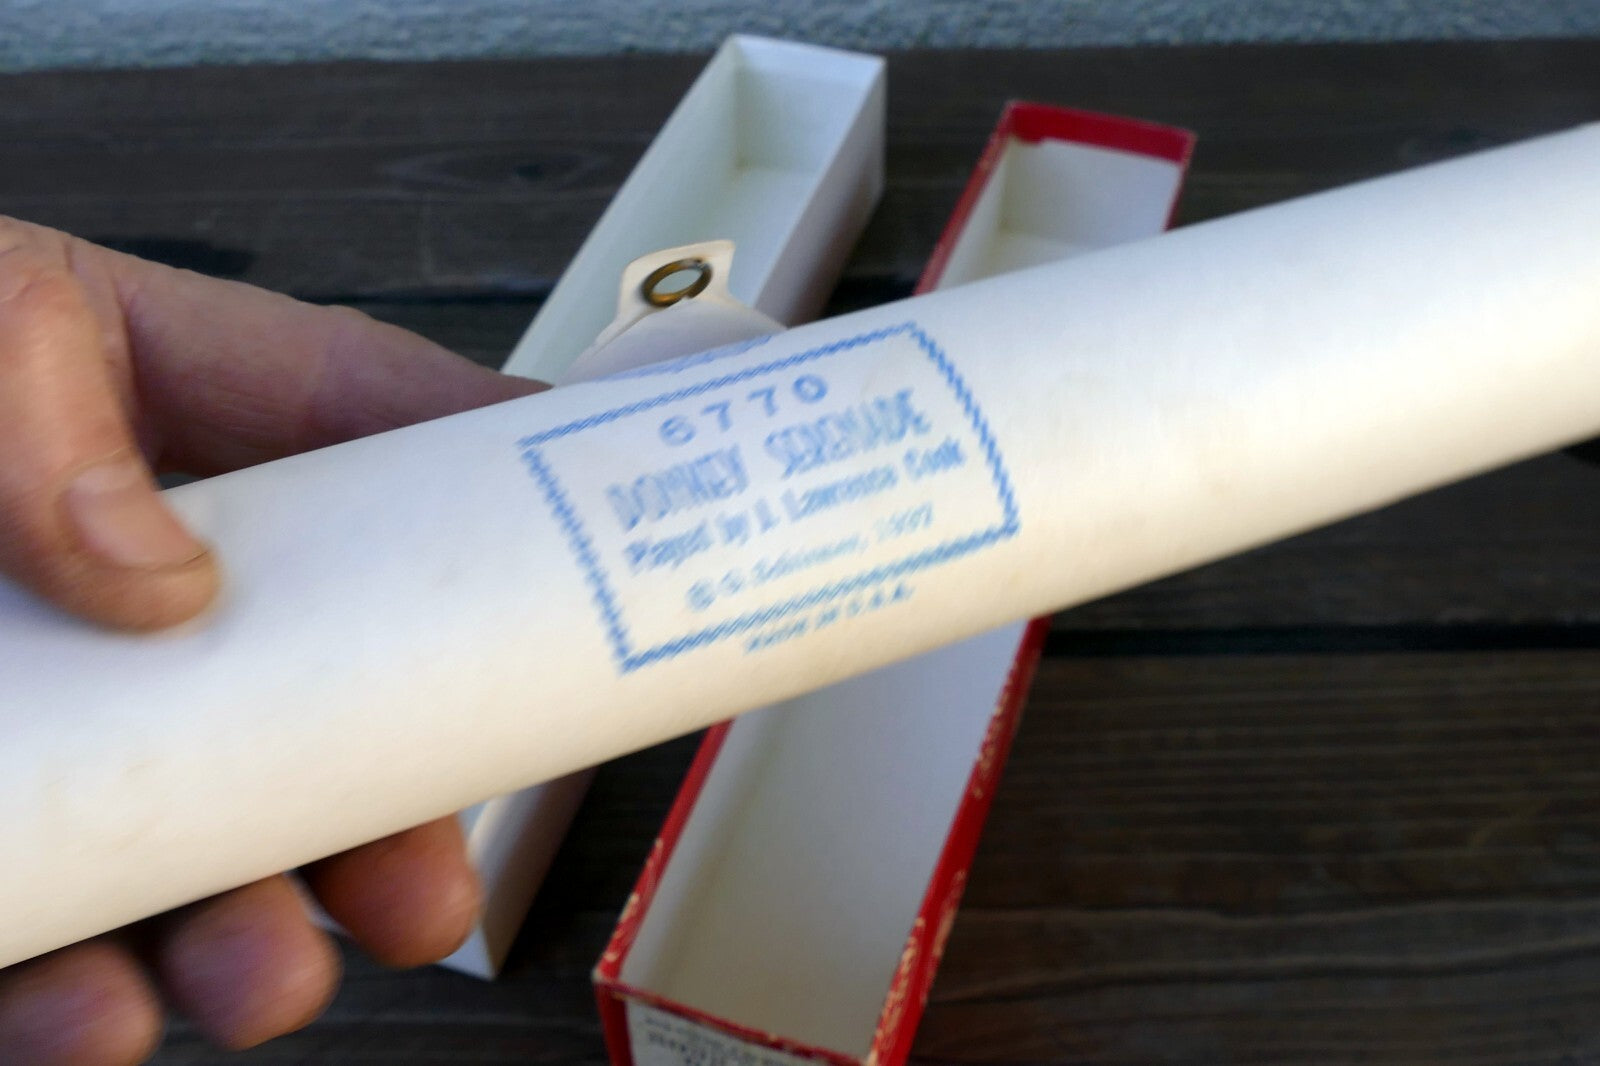 6770
DONKEY SERENADE
Played by J. Lawrence Cook
© G. Schirmer, 1937
MADE IN U.S.A.